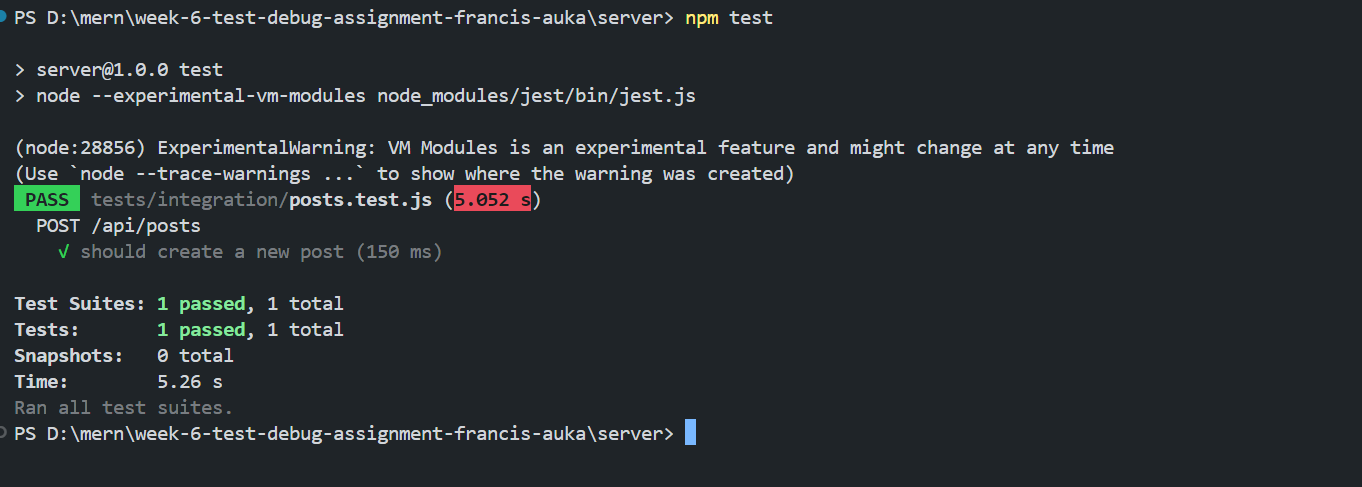 PS D:\mern\week-6-test-debug-assignment-francis-auka\server> npm test
> server@1.0.0 test
> node --experimental-vm-modules node_modules/jest/bin/jest.js
(node:28856) ExperimentalWarning: VM Modules is an experimental feature and might change at any time
(Use `node --trace-warnings ...` to show where the warning was created)
PASS tests/integration/posts.test.js (5.052 s)
POST /api/posts
√ should create a new post (150 ms)
Test Suites: 1 passed, 1 total
Tests: 1 passed, 1 total
Snapshots: 0 total
Time: 5.26 s
Ran all test suites.
PS D:\mern\week-6-test-debug-assignment-francis-auka\server>